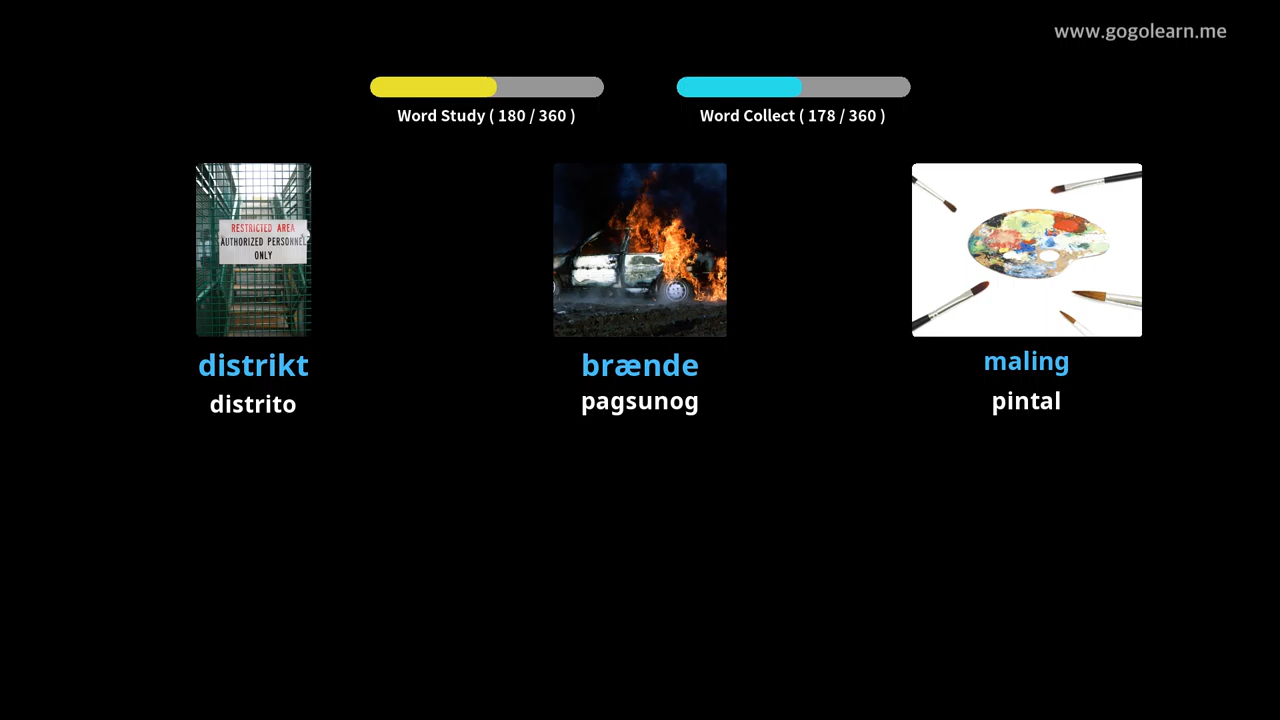 www.gogolearn.me
Word Study ( 180 / 360 )
Word Collect ( 178 / 360 )
RESTRICTED AREA
AUTHORIZED PERSONNEL
ONLY
distrikt
brænde
maling
distrito
pagsunog
pintal